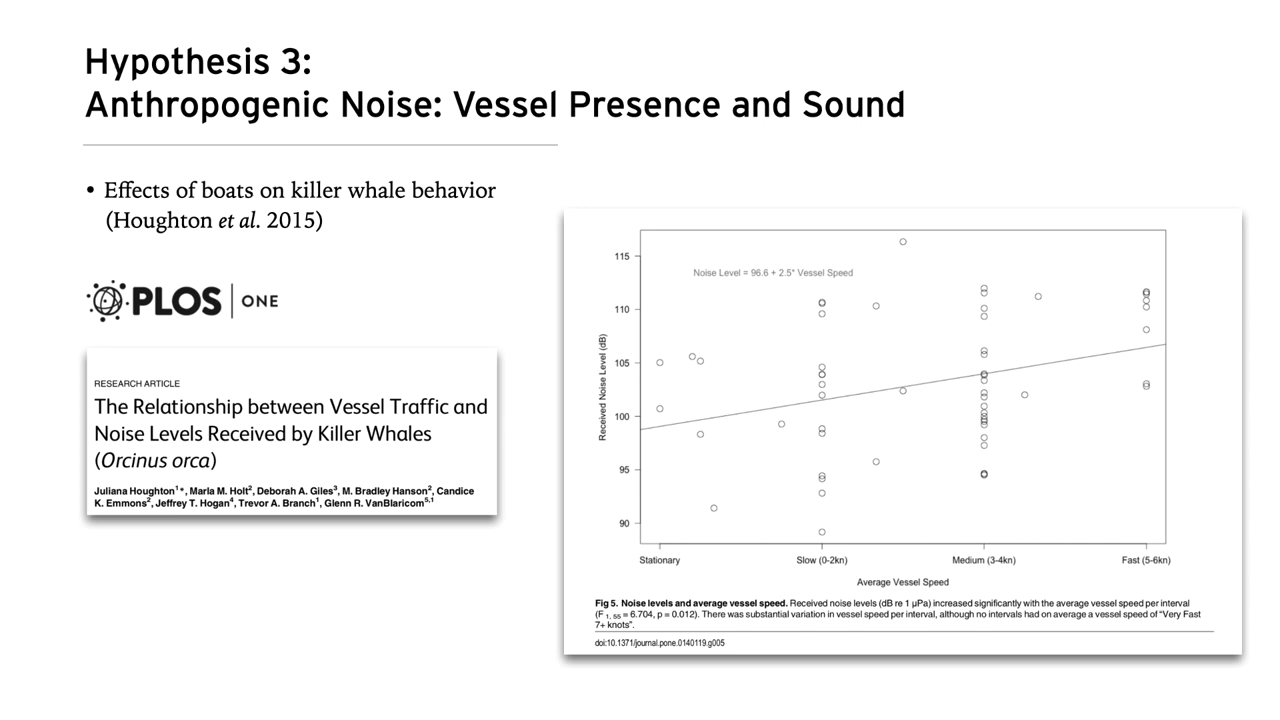 Hypothesis 3:
Anthropogenic Noise: Vessel Presence and Sound
• Effects of boats on killer whale behavior
(Houghton et al. 2015)
PLOS | ONE
RESEARCH ARTICLE
The Relationship between Vessel Traffic and
Noise Levels Received by Killer Whales
(Orcinus orca)
Juliana Houghton1*, Marla M. Holt2, Deborah A. Giles3, M. Bradley Hanson2, Candice
K. Emmons2, Jeffrey T. Hogan4, Trevor A. Branch1, Glenn R. VanBlaricom5,1
Noise Level = 96.6 + 2.5* Vessel Speed
Received Noise Level (dB)
115
110
105
100
95
90
Stationary Slow (0-2kn) Medium (3-4kn) Fast (5-6kn)
Average Vessel Speed
Fig 5. Noise levels and average vessel speed. Received noise levels (dB re 1 µPa) increased significantly with the average vessel speed per interval
(F 1, 55 = 6.704, p = 0.012). There was substantial variation in vessel speed per interval, although no intervals had on average a vessel speed of “Very Fast
7+ knots”.
doi:10.1371/journal.pone.0140119.g005